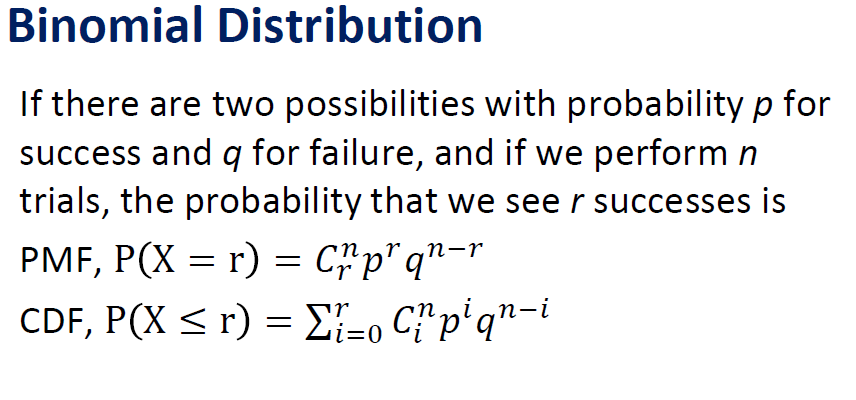 Binomial Distribution
If there are two possibilities with probability p for
success and q for failure, and if we perform n
trials, the probability that we see r successes is
PMF, P(X = r) = $C_r^n p^r q^{n-r}$
CDF, P(X ≤ r) = $\sum_{i=0}^{r} C_i^n p^i q^{n-i}$